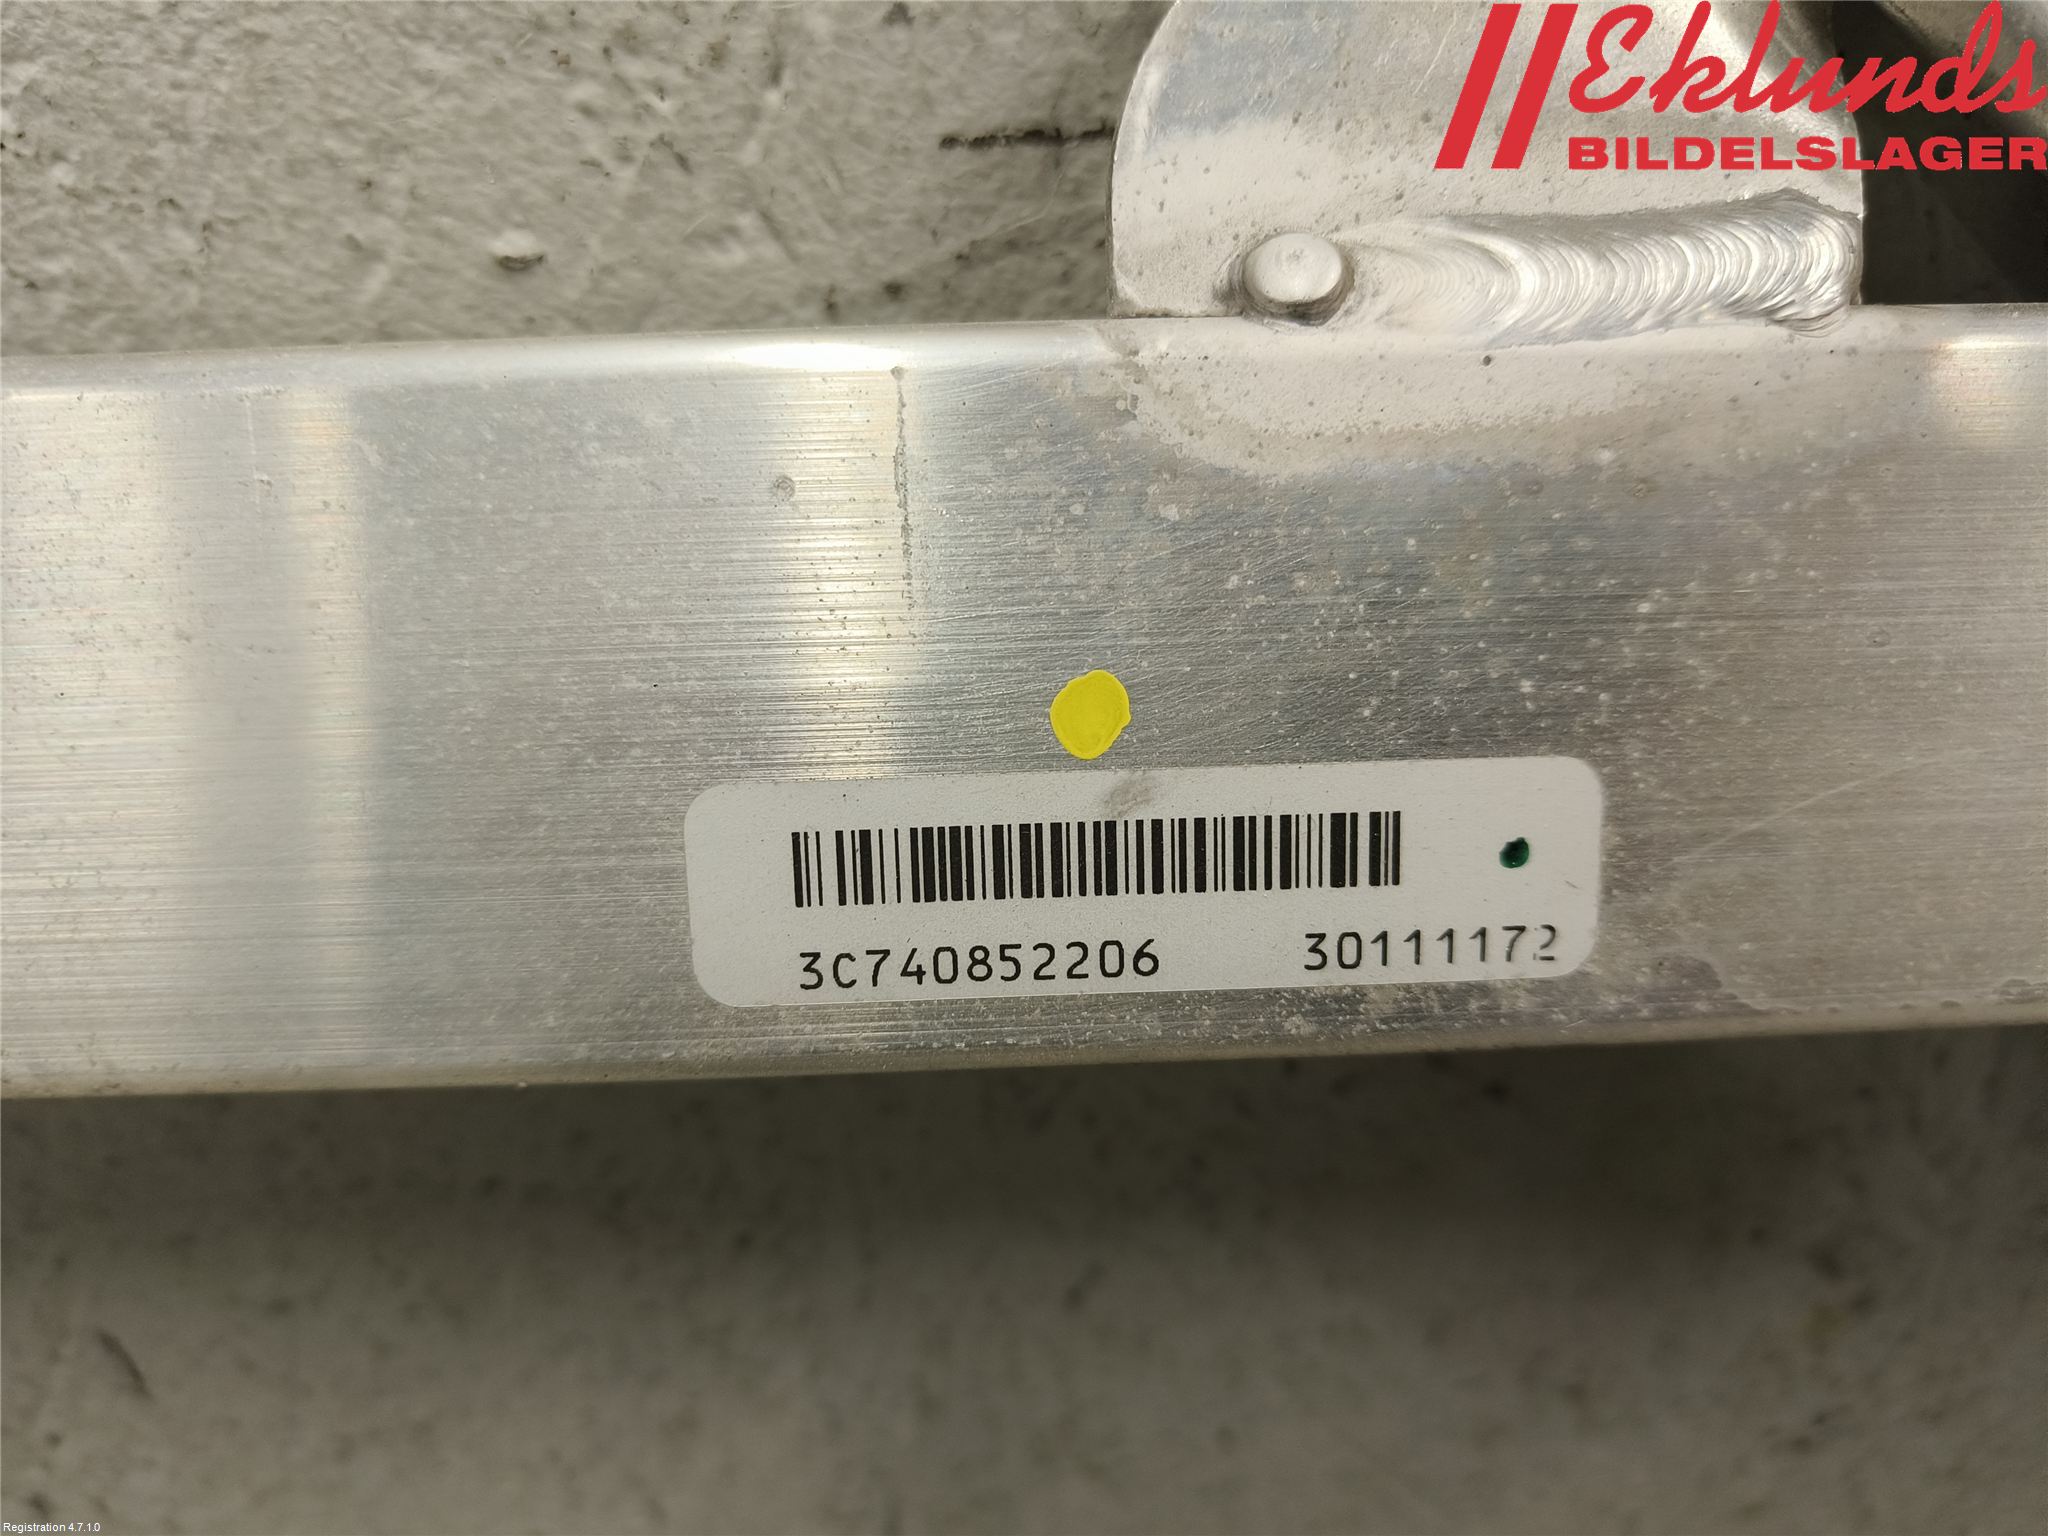 Eklunds
BILDELSLAGER
3C740852206 30111172
Registration 4.7.1.0